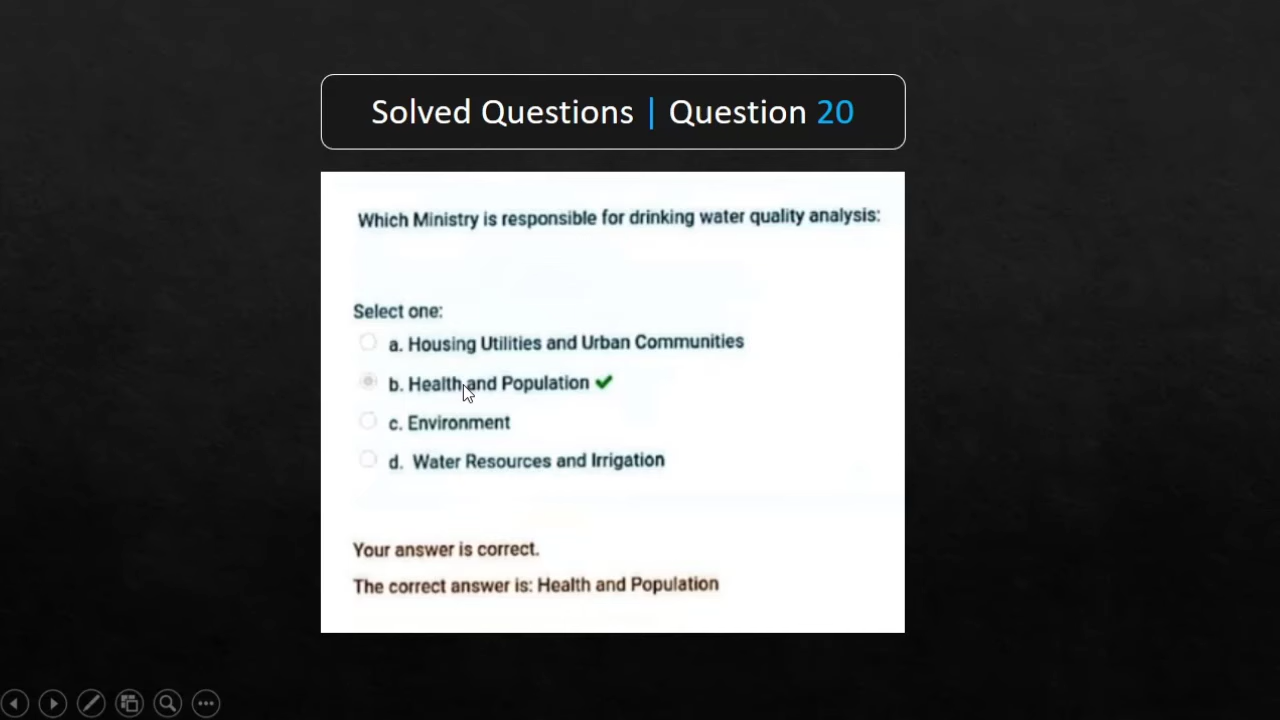 Solved Questions | Question 20
Which Ministry is responsible for drinking water quality analysis:
Select one:
a. Housing Utilities and Urban Communities
b. Health and Population
c. Environment
d. Water Resources and Irrigation
Your answer is correct.
The correct answer is: Health and Population